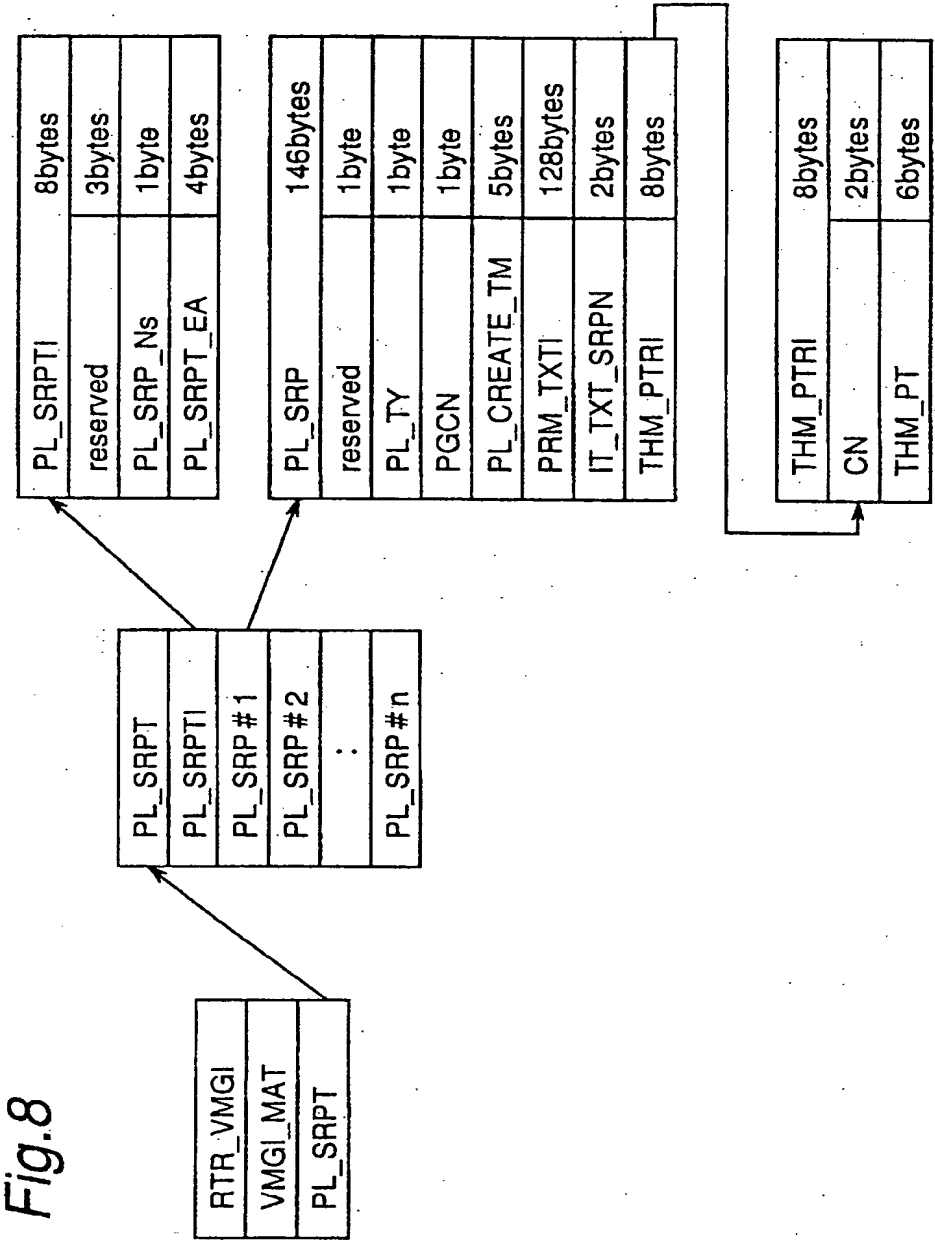 Fig.8
RTR_VMGI
VMGI_MAT
PL_SRPT
PL_SRPT
PL_SRPTI
PL_SRP#1
PL_SRP#2
:
PL_SRP#n
PL_SRPTI 8bytes
reserved 3bytes
PL_SRP_Ns 1byte
PL_SRPT_EA 4bytes
PL_SRP 146bytes
reserved 1byte
PL_TY 1byte
PGCN 1byte
PL_CREATE_TM 5bytes
PRM_TXTI 128bytes
IT_TXT_SRPN 2bytes
THM_PTRI 8bytes
THM_PTRI 8bytes
CN 2bytes
THM_PT 6bytes